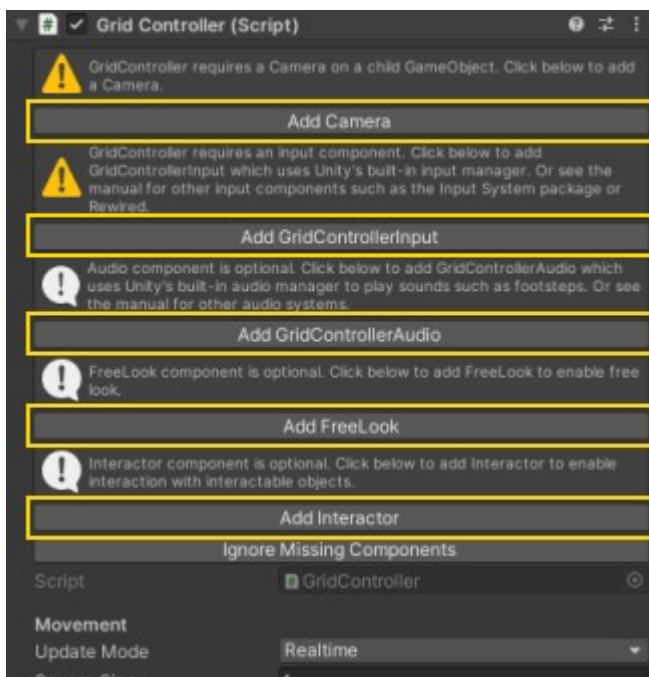 Grid Controller (Script)
GridController requires a Camera on a child GameObject. Click below to add
a Camera.
Add Camera
GridController requires an input component. Click below to add
GridControllerInput which uses Unity's built-in input manager. Or see the
manual for other input components such as the Input System package or
Rewired.
Add GridControllerInput
Audio component is optional. Click below to add GridControllerAudio which
uses Unity's built-in audio manager to play sounds such as footsteps. Or see
the manual for other audio systems.
Add GridControllerAudio
FreeLook component is optional. Click below to add FreeLook to enable free
look.
Add FreeLook
Interactor component is optional. Click below to add Interactor to enable
interaction with interactable objects.
Add Interactor
Ignore Missing Components
Script GridController
Movement
Update Mode Realtime